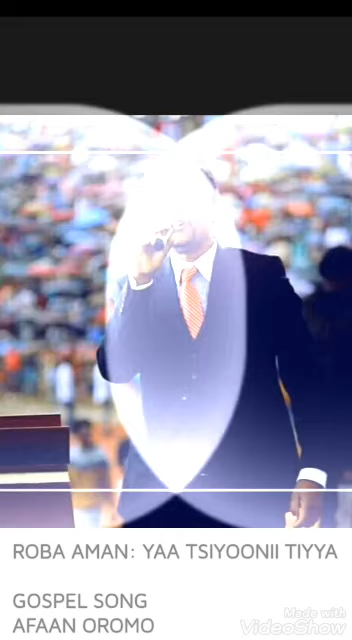 ROBA AMAN: YAA TSIYOONII TIYYA
GOSPEL SONG
AFAAN OROMO
Made with
VideoShow